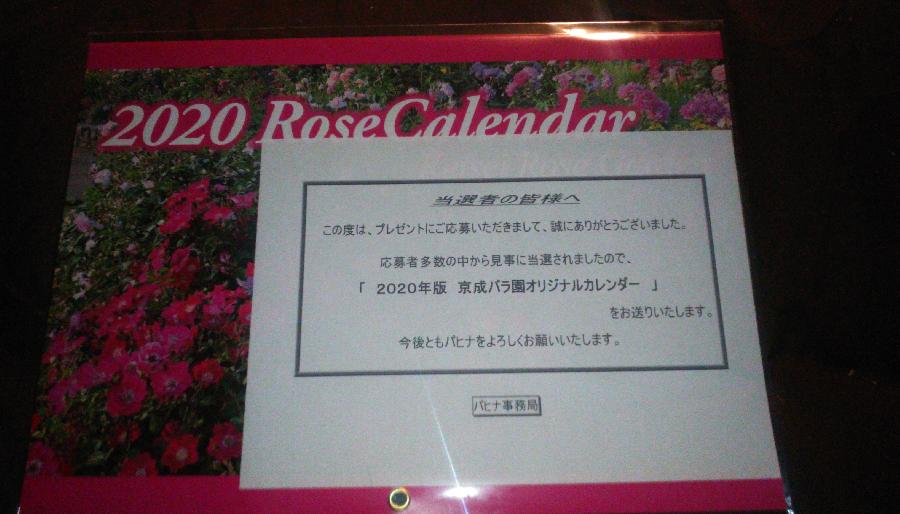 2020 RoseCalendar
当選者の皆様へ
この度は、プレゼントにご応募いただきまして、誠にありがとうございました。
応募者多数の中から見事に当選されましたので、
「 2020年版 京成バラ園オリジナルカレンダー 」
をお送りいたします。
今後ともパヒナをよろしくお願いいたします。
パヒナ事務局